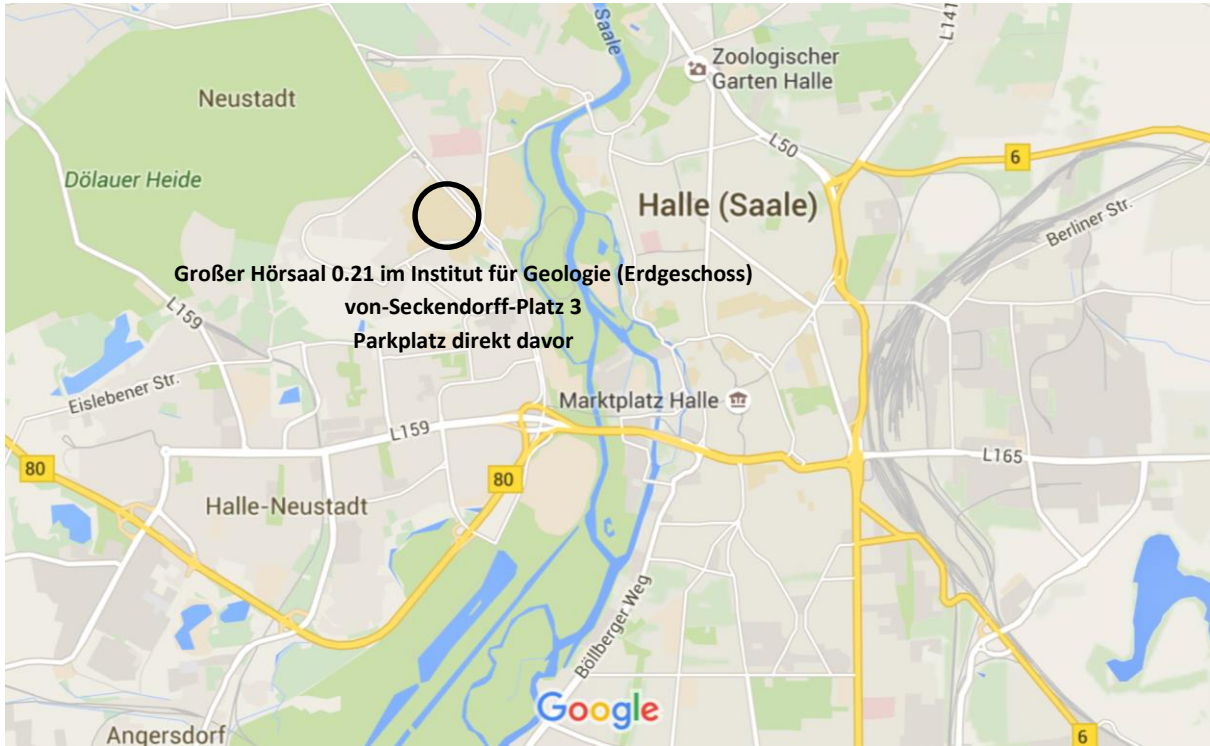 Saale
L141
Zoologischer
Garten Halle
Neustadt
L50
6
Dölauer Heide
Halle (Saale)
Berliner Str.
Großer Hörsaal 0.21 im Institut für Geologie (Erdgeschoss)
von-Seckendorff-Platz 3
Parkplatz direkt davor
L159
Eislebener Str.
Marktplatz Halle
L159
L165
80
80
Halle-Neustadt
Böllberger Weg
Google
Angersdorf
6